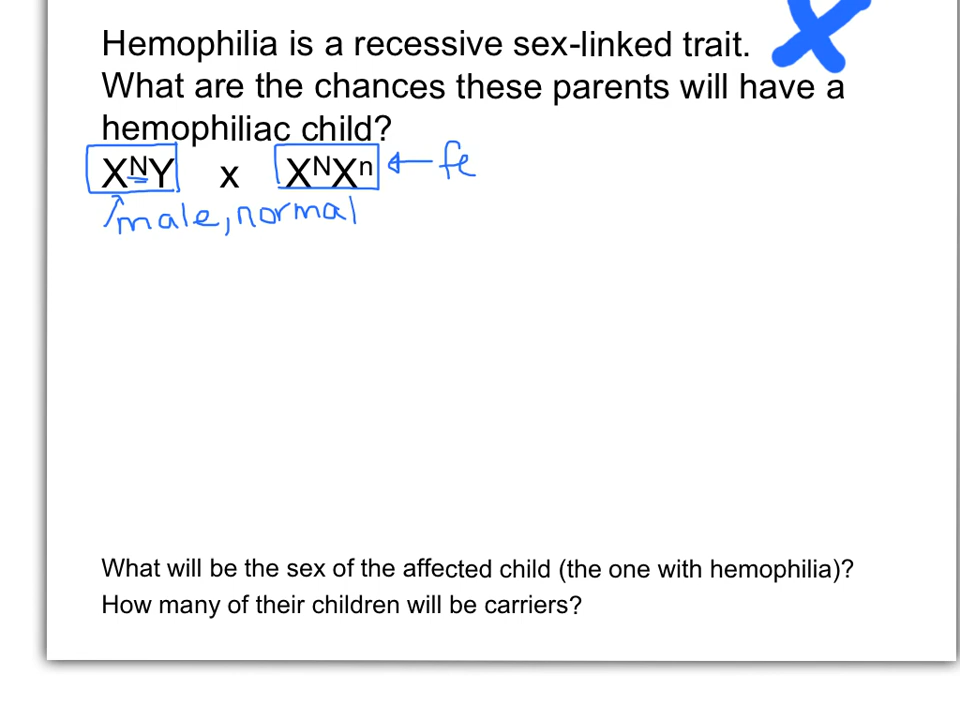 Hemophilia is a recessive sex-linked trait.
What are the chances these parents will have a
hemophiliac child?
XᴺY x XᴺXⁿ fe
male, normal
What will be the sex of the affected child (the one with hemophilia)?
How many of their children will be carriers?